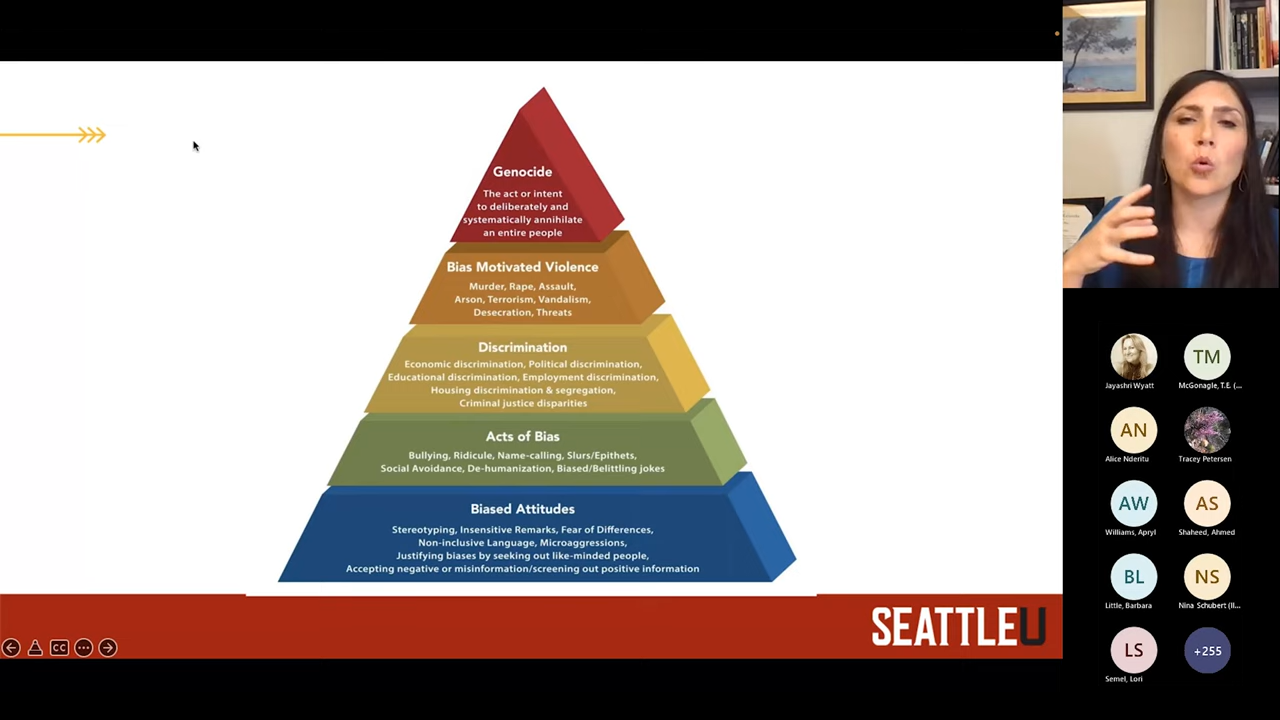 Genocide
The act or intent
to deliberately and
systematically annihilate
an entire people
Bias Motivated Violence
Murder, Rape, Assault,
Arson, Terrorism, Vandalism,
Desecration, Threats
Discrimination
Economic discrimination, Political discrimination,
Educational discrimination, Employment discrimination,
Housing discrimination & segregation,
Criminal justice disparities
Acts of Bias
Bullying, Ridicule, Name-calling, Slurs/Epithets,
Social Avoidance, De-humanization, Biased/Belittling jokes
Biased Attitudes
Stereotyping, Insensitive Remarks, Fear of Differences,
Non-inclusive Language, Microaggressions,
Justifying biases by seeking out like-minded people,
Accepting negative or misinformation/screening out positive information
SEATTLEU
CC
Jayashri Wyatt
TM
McGonagle, T.E. (...
AN
Alice Nderitu
Tracey Petersen
AW
Williams, Apryl
AS
Shaheed, Ahmed
BL
Little, Barbara
NS
Nina Schubert (II...
LS
Semel, Lori
+255